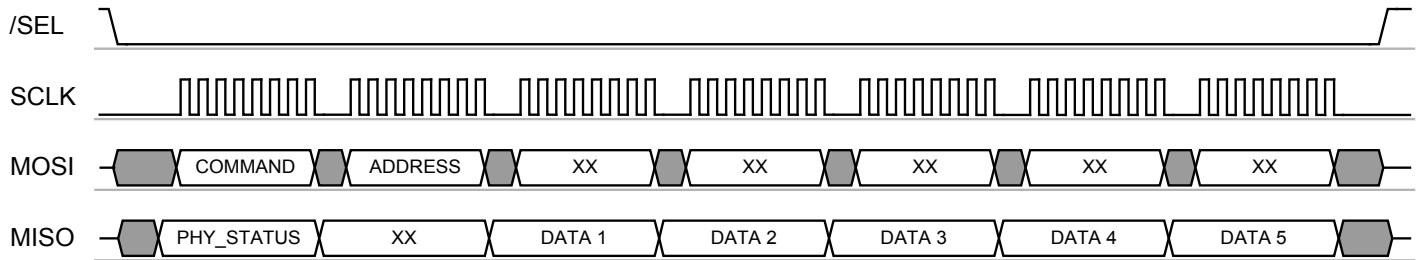 /SEL
SCLK
MOSI COMMAND ADDRESS XX XX XX XX XX
MISO PHY_STATUS XX DATA 1 DATA 2 DATA 3 DATA 4 DATA 5